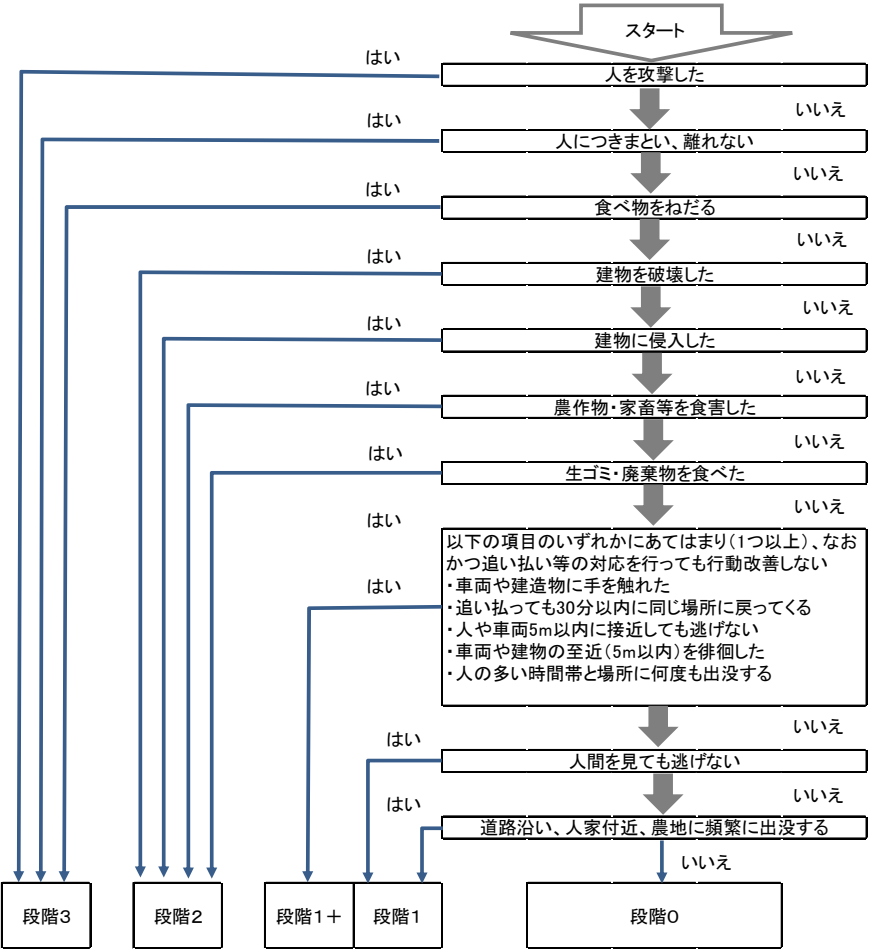 スタート
はい
人を攻撃した
いいえ
はい
人につきまとい、離れない
いいえ
はい
食べ物をねだる
いいえ
はい
建物を破壊した
いいえ
はい
建物に侵入した
いいえ
はい
農作物・家畜等を食害した
いいえ
はい
生ゴミ・廃棄物を食べた
いいえ
はい
以下の項目のいずれかにあてはまり（1つ以上）、なお
かつ追い払い等の対応を行っても行動改善しない
・車両や建造物に手を触れた
はい
・追い払っても30分以内に同じ場所に戻ってくる
・人や車両5m以内に接近しても逃げない
・車両や建物の至近（5m以内）を徘徊した
・人の多い時間帯と場所に何度も出没する
いいえ
はい
人間を見ても逃げない
いいえ
はい
道路沿い、人家付近、農地に頻繁に出没する
いいえ
段階3
段階2
段階1＋
段階1
段階0